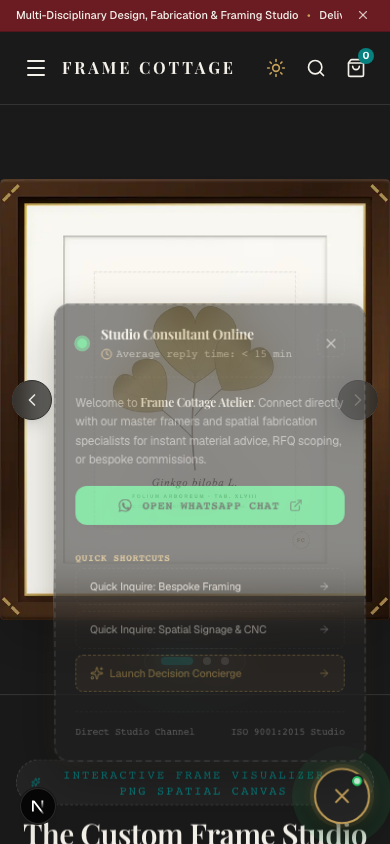 Multi-Disciplinary Design, Fabrication & Framing Studio • Deliv
FRAME COTTAGE
0
Studio Consultant Online
Average reply time: < 15 min
Welcome to Frame Cottage Atelier. Connect directly
with our master framers and spatial fabrication
specialists for instant material advice, RFQ scoping,
or bespoke commissions.
Ginkgo biloba L.
OPEN WHATSAPP CHAT
QUICK SHORTCUTS
Quick Inquire: Bespoke Framing
Quick Inquire: Spatial Signage & CNC
Launch Decision Concierge
Direct Studio Channel ISO 9001:2015 Studio
INTERACTIVE FRAME VISUALIZER
PNG SPATIAL CANVAS
N
The Custom Frame Studio